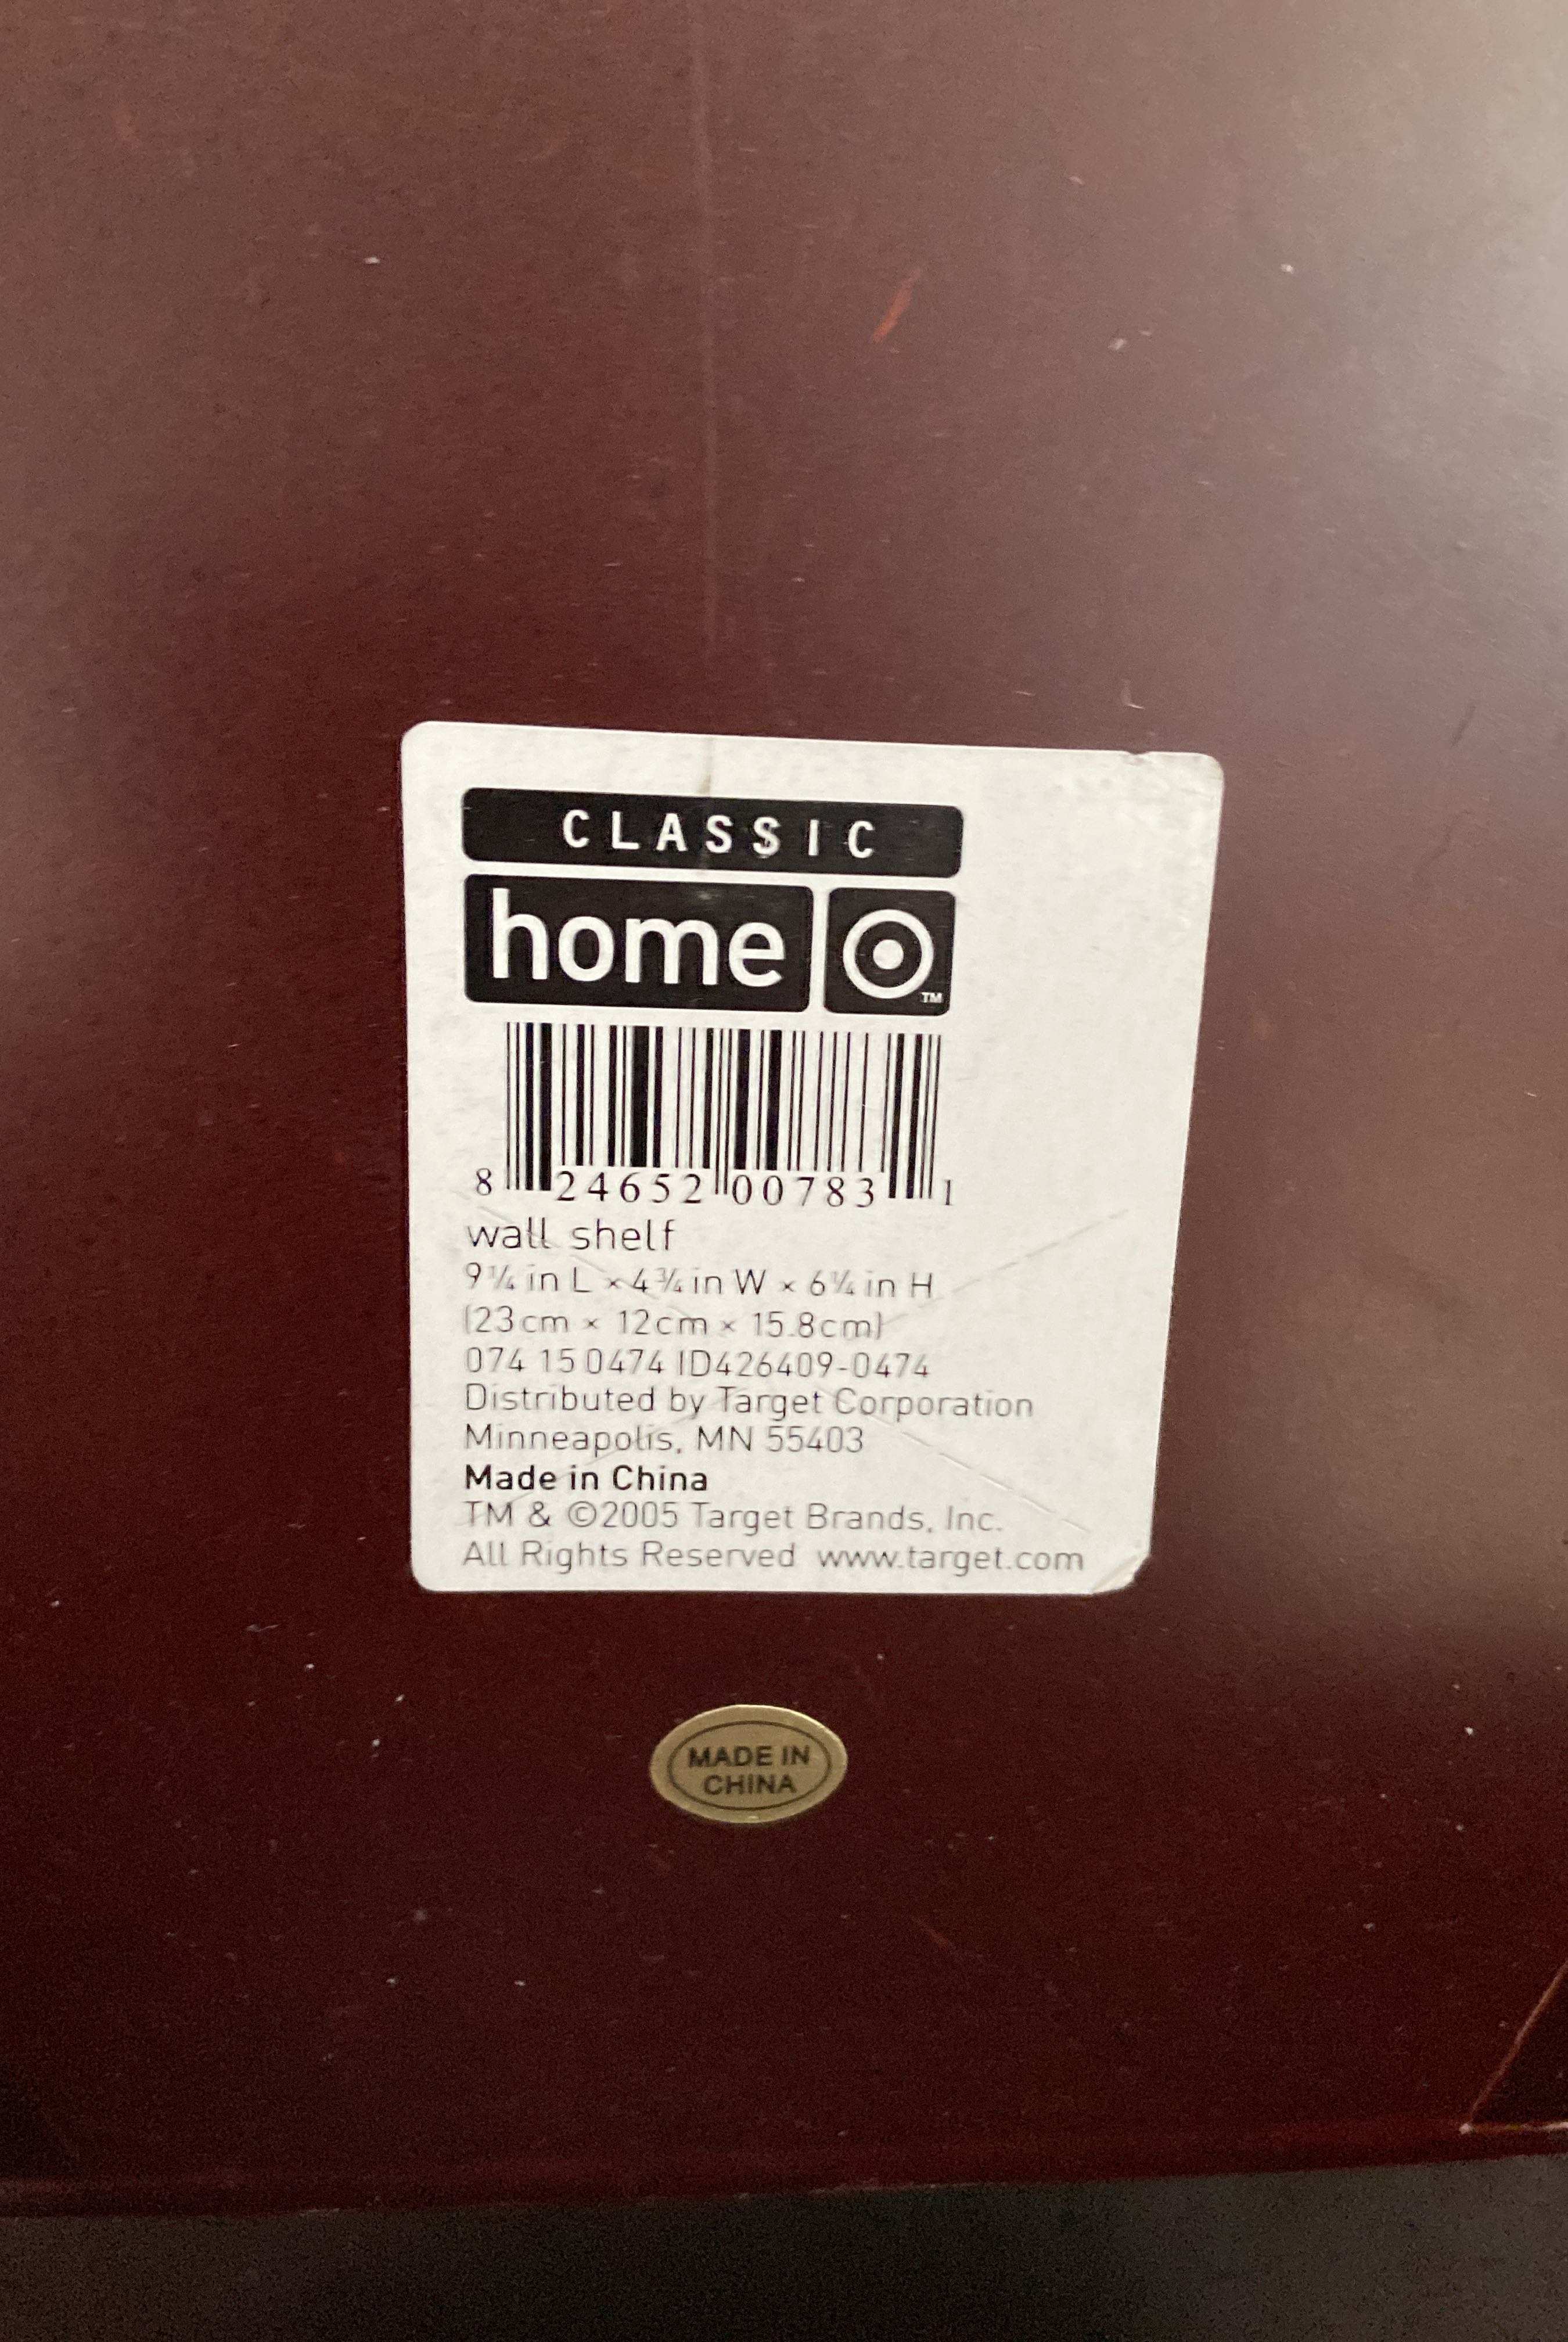 CLASSIC
home
TM
8 24652 00783 1
wall shelf
9¼ in L × 4¾ in W × 6¼ in H
(23cm × 12cm × 15.8cm)
074 15 0474 ID426409-0474
Distributed by Target Corporation
Minneapolis, MN 55403
Made in China
TM & ©2005 Target Brands, Inc.
All Rights Reserved www.target.com
MADE IN
CHINA